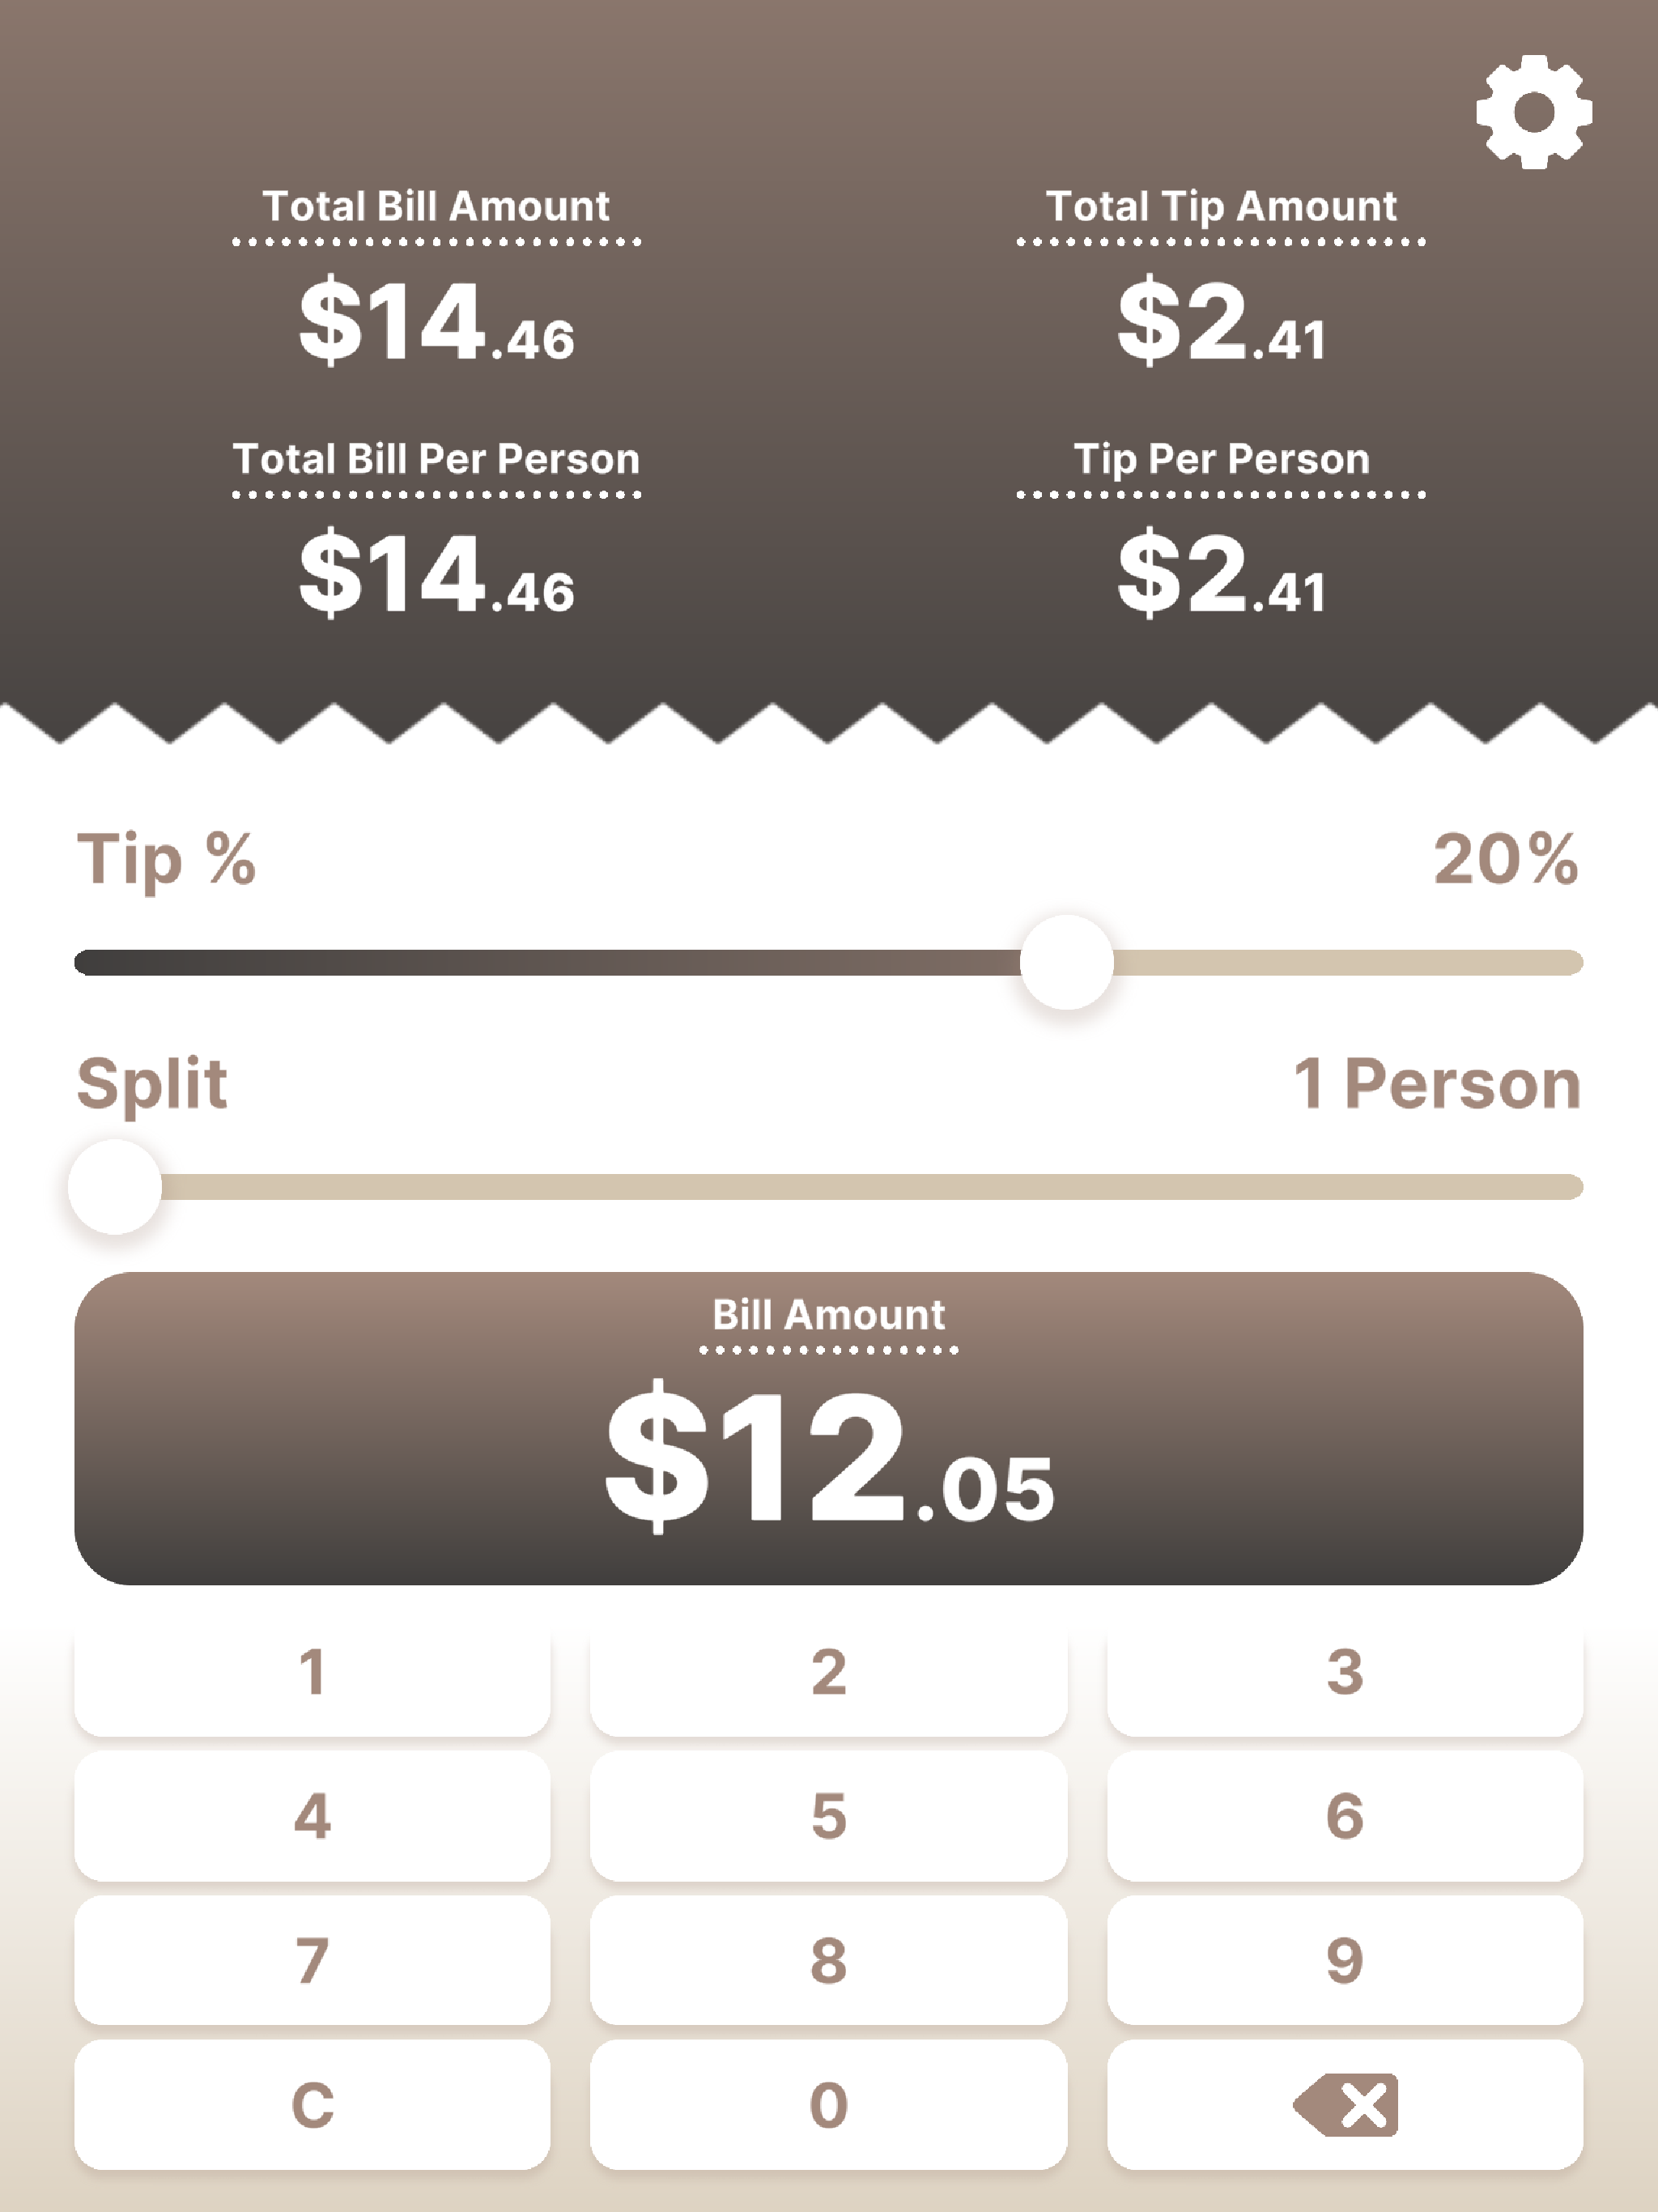 Total Bill Amount
Total Tip Amount
$14.46
$2.41
Total Bill Per Person
Tip Per Person
$14.46
$2.41
Tip %
20%
Split
1 Person
Bill Amount
$12.05
1 2 3
4 5 6
7 8 9
C 0